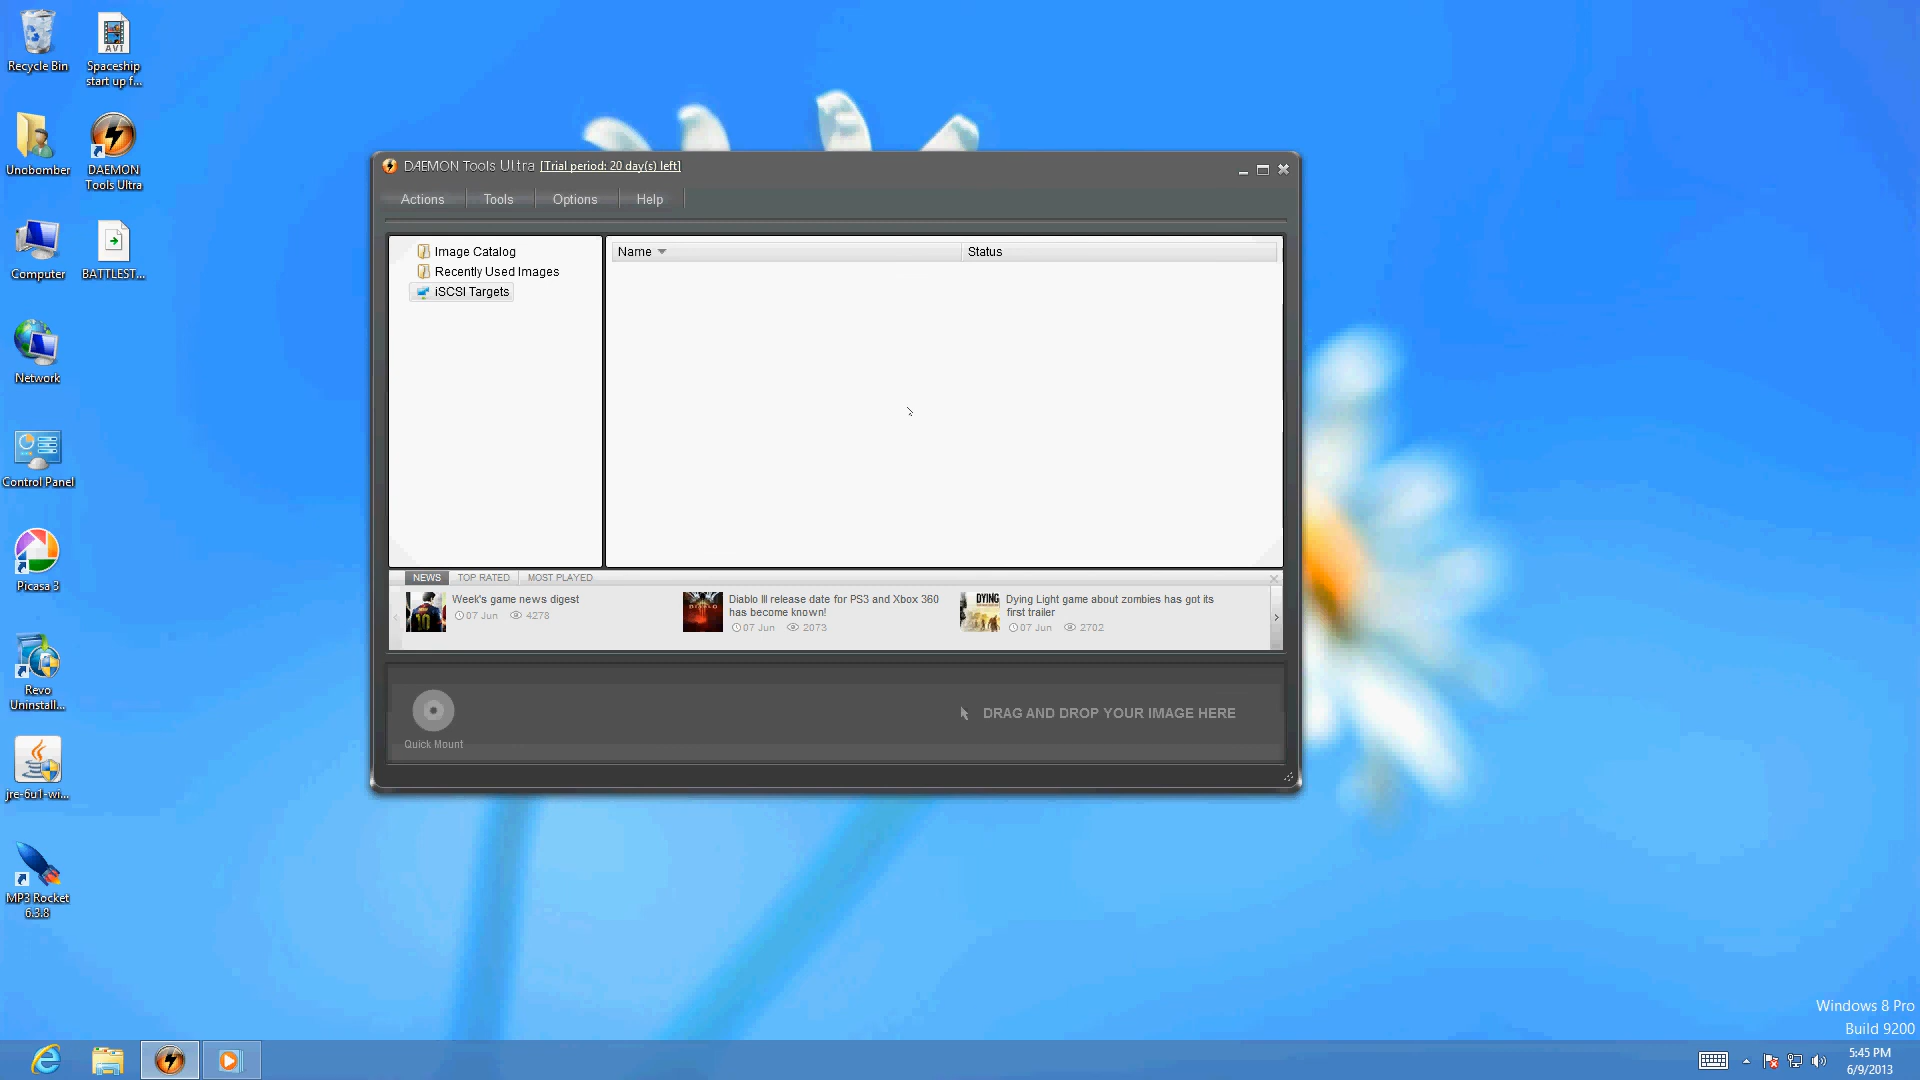 Recycle Bin
AVI
Spaceship
start up f...
Unobomber
DAEMON
Tools Ultra
Computer
BATTLEST...
Network
Control Panel
Picasa 3
Revo
Uninstall...
jre-6u1-wi...
MP3 Rocket
6.3.8
DAEMON Tools Ultra [Trial period: 20 day(s) left]
Actions Tools Options Help
Image Catalog
Recently Used Images
iSCSI Targets
Name Status
NEWS TOP RATED MOST PLAYED
Week's game news digest
07 Jun 4278
DIABLO
Diablo III release date for PS3 and Xbox 360
has become known!
07 Jun 2073
DYING
Dying Light game about zombies has got its
first trailer
07 Jun 2702
Quick Mount
DRAG AND DROP YOUR IMAGE HERE
Windows 8 Pro
Build 9200
5:45 PM
6/9/2013